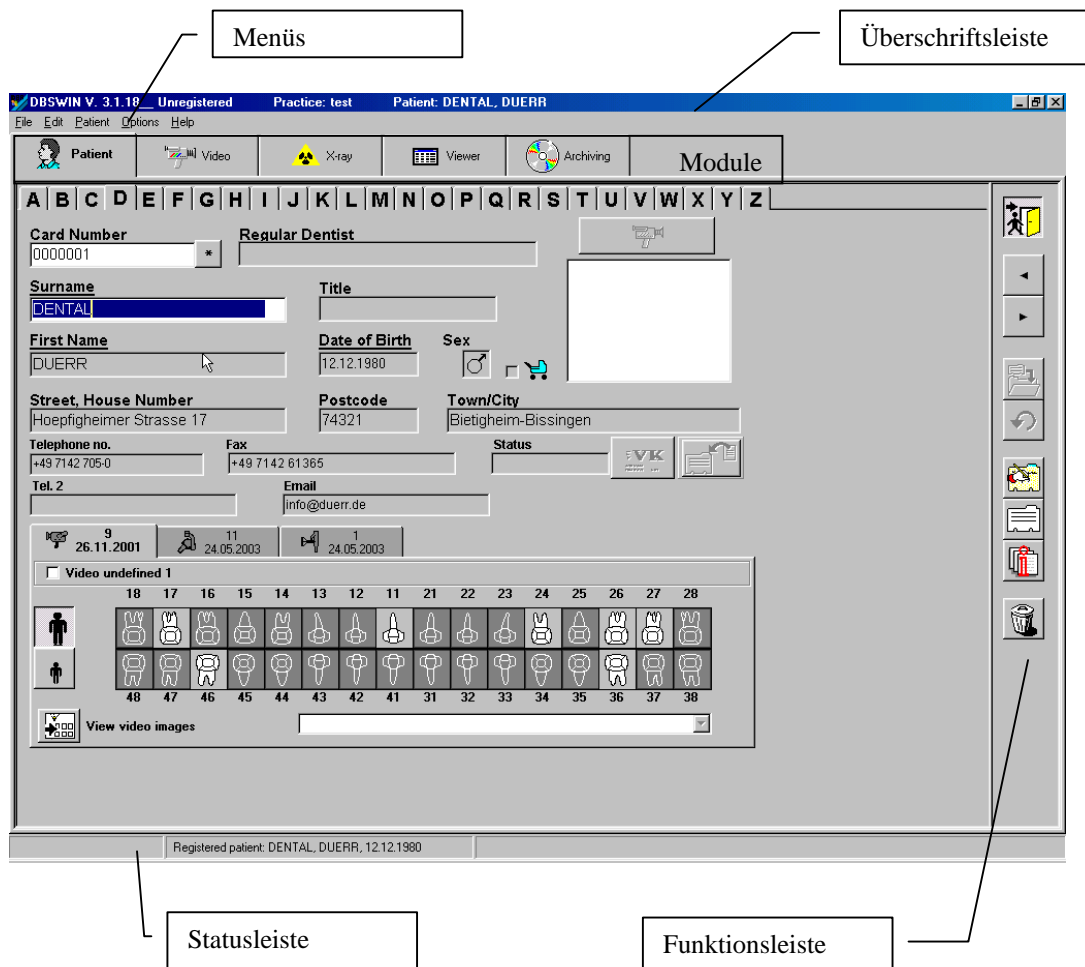 Menüs
Überschriftsleiste
DBSWIN V. 3.1.18__ Unregistered Practice: test Patient: DENTAL, DUERR
File Edit Patient Options Help
Patient Video X-ray Viewer Archiving Module
A B C D E F G H I J K L M N O P Q R S T U V W X Y Z
Card Number Regular Dentist
0000001 *
Surname Title
DENTAL
First Name Date of Birth Sex
DUERR 12.12.1980
Street, House Number Postcode Town/City
Hoepfigheimer Strasse 17 74321 Bietigheim-Bissingen
Telephone no. Fax Status
+49 7142 705-0 +49 7142 61365 VK
Tel. 2 Email
info@duerr.de
9 11 1
26.11.2001 24.05.2003 24.05.2003
Video undefined 1
18 17 16 15 14 13 12 11 21 22 23 24 25 26 27 28
48 47 46 45 44 43 42 41 31 32 33 34 35 36 37 38
View video images
Registered patient: DENTAL, DUERR, 12.12.1980
Statusleiste
Funktionsleiste